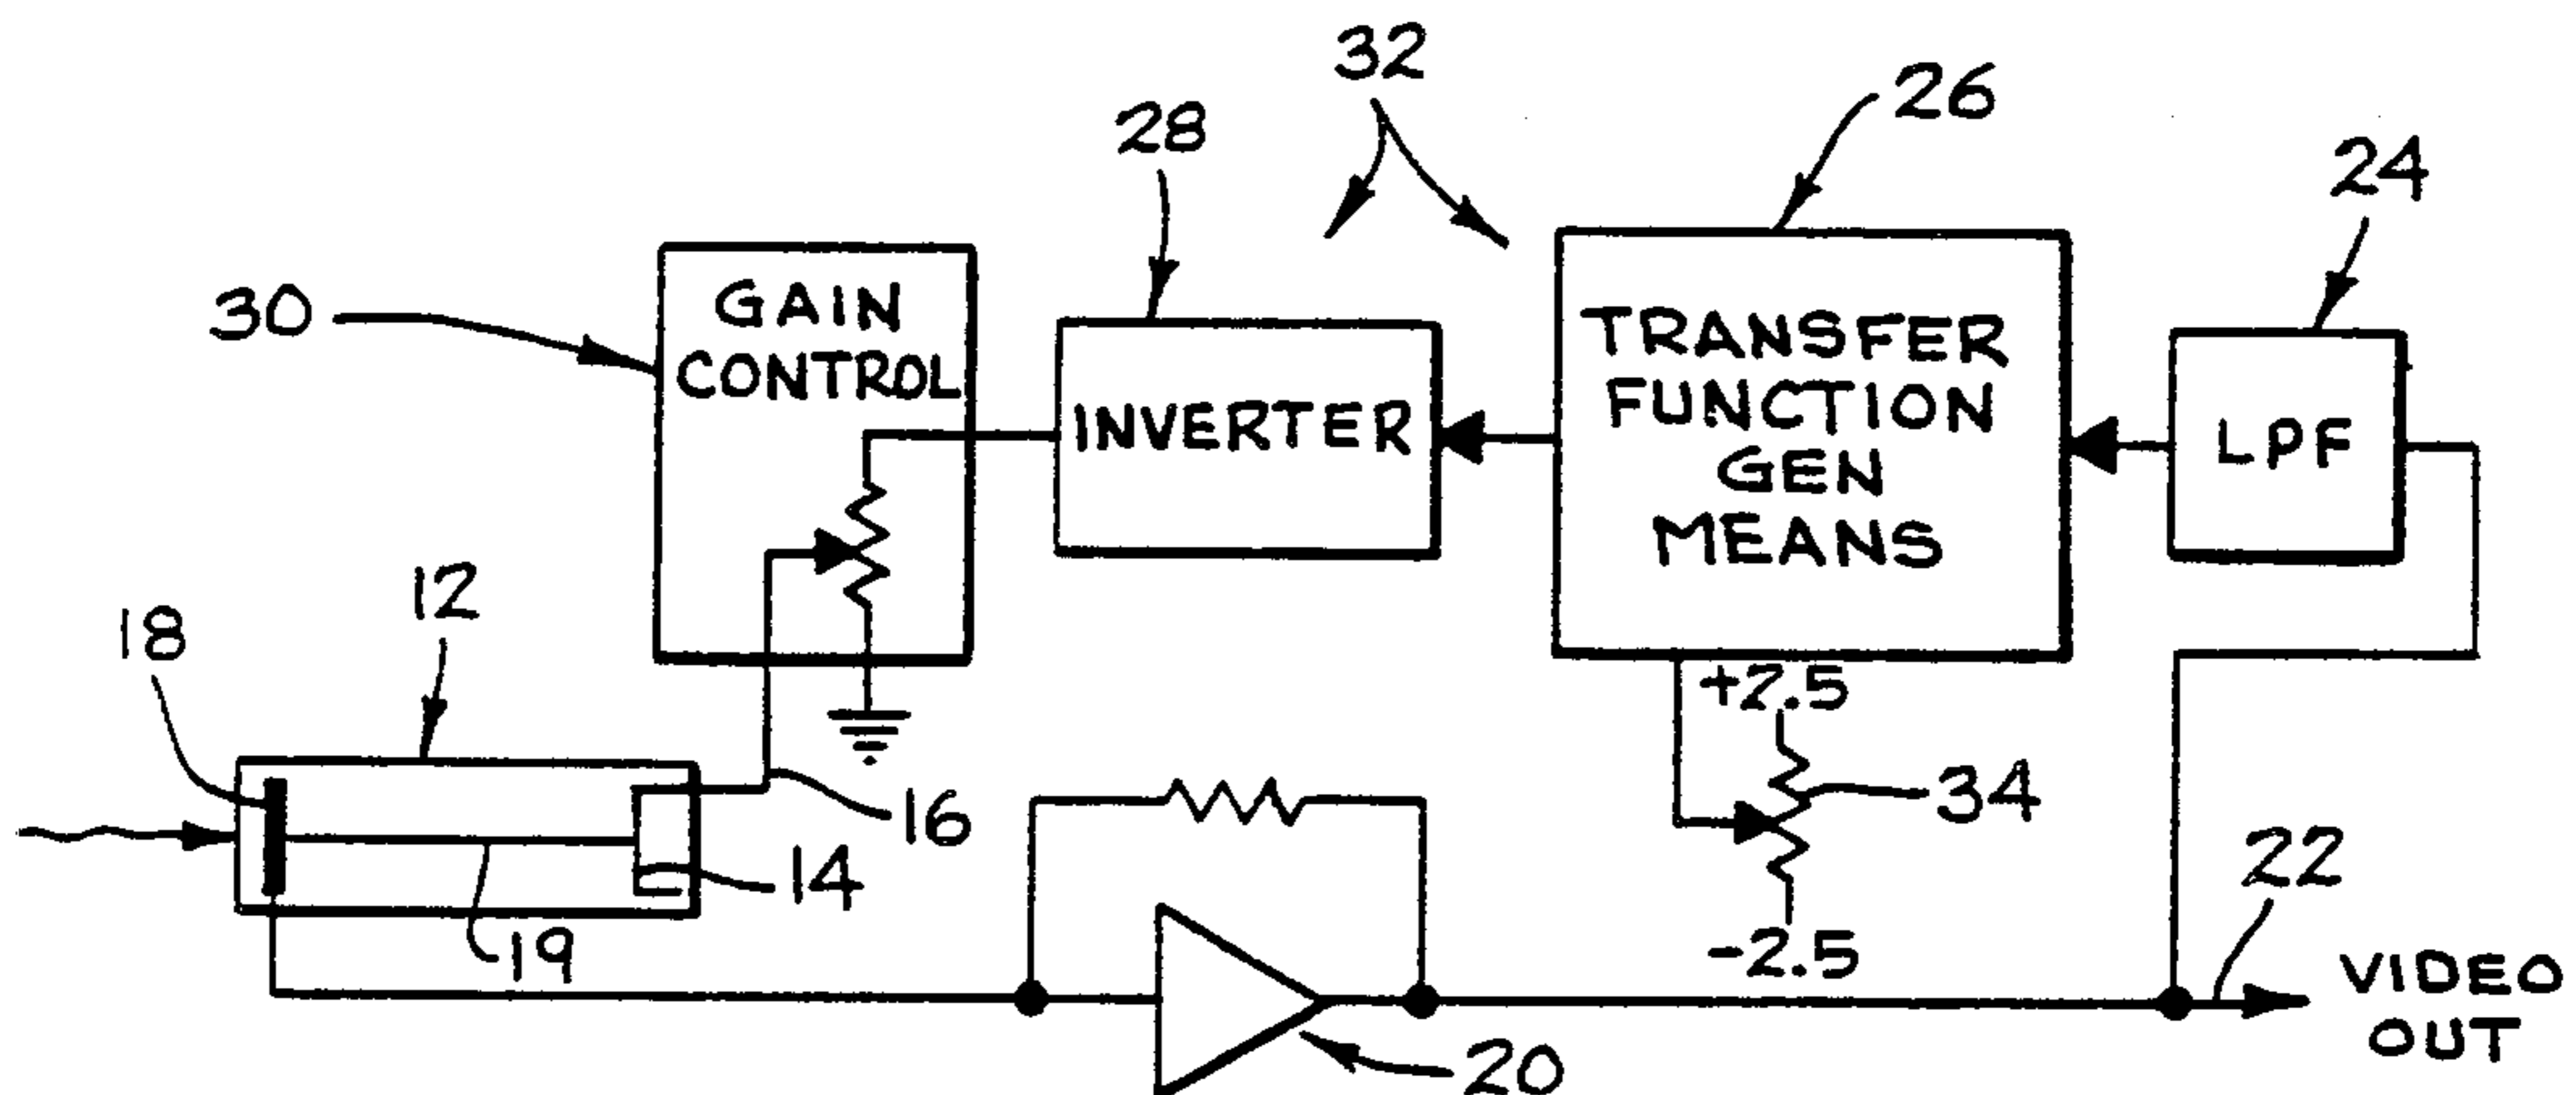 32
26
28
24
30
GAIN
CONTROL
INVERTER
TRANSFER
FUNCTION
GEN
MEANS
LPF
12
18
+2.5
34
16
14
19
-2.5
22
VIDEO
OUT
20